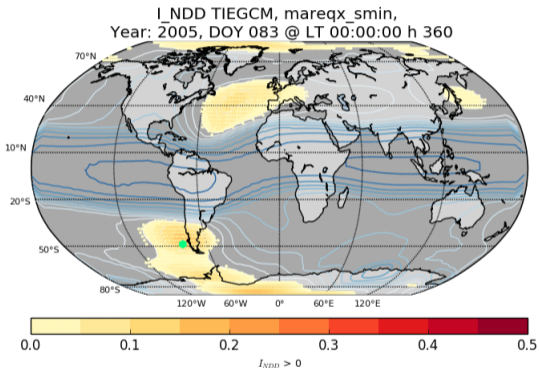 I_NDD TIEGCM, mareqx_smin,
Year: 2005, DOY 083 @ LT 00:00:00 h 360
70°N
40°N
10°N
20°S
50°S
80°S
120°W 60°W 0° 60°E 120°E
0.0 0.1 0.2 0.3 0.4 0.5
I_NDD > 0